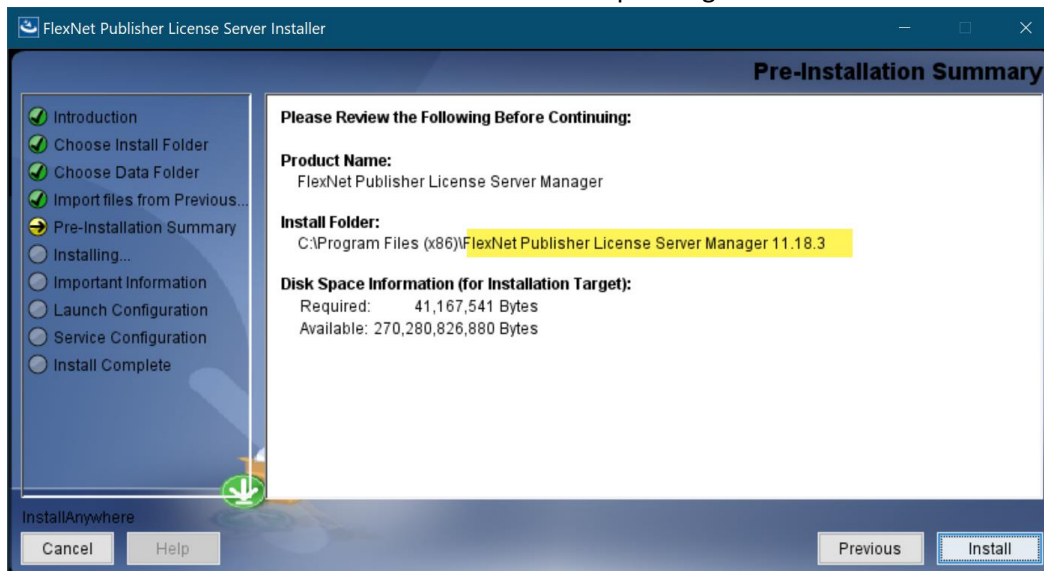 FlexNet Publisher License Server Installer
Pre-Installation Summary
Introduction
Choose Install Folder
Choose Data Folder
Import files from Previous...
Pre-Installation Summary
Installing...
Important Information
Launch Configuration
Service Configuration
Install Complete
Please Review the Following Before Continuing:
Product Name:
FlexNet Publisher License Server Manager
Install Folder:
C:\Program Files (x86)\FlexNet Publisher License Server Manager 11.18.3
Disk Space Information (for Installation Target):
Required: 41,167,541 Bytes
Available: 270,280,826,880 Bytes
InstallAnywhere
Cancel Help Previous Install